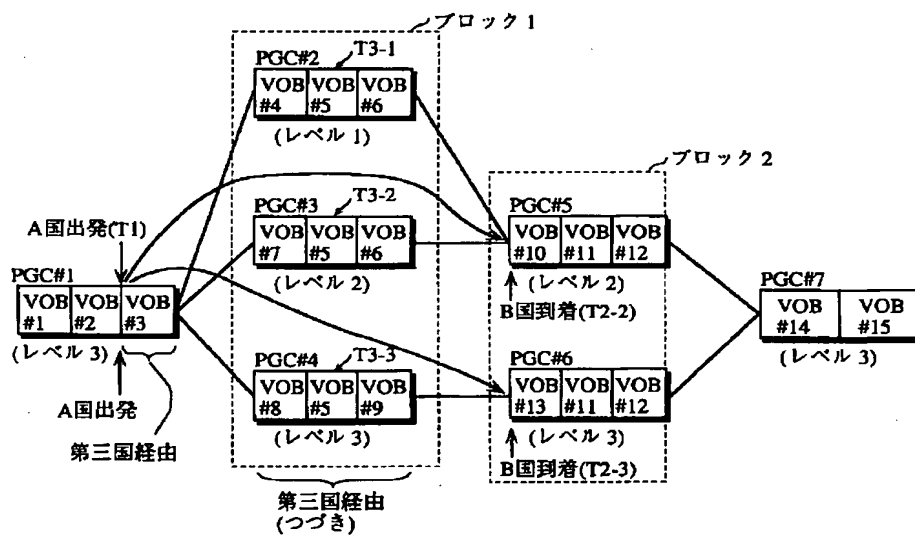 ブロック1
PGC#2
T3-1
VOB VOB VOB
#4 #5 #6
(レベル 1)
ブロック2
PGC#3
T3-2
VOB VOB VOB
#7 #5 #6
(レベル 2)
PGC#5
VOB VOB VOB
#10 #11 #12
(レベル 2)
B国到着(T2-2)
A国出発(T1)
PGC#1
VOB VOB VOB
#1 #2 #3
(レベル 3)
A国出発
第三国経由
PGC#7
VOB VOB
#14 #15
(レベル 3)
PGC#4
T3-3
VOB VOB VOB
#8 #5 #9
(レベル 3)
PGC#6
VOB VOB VOB
#13 #11 #12
(レベル 3)
B国到着(T2-3)
第三国経由
(つづき)